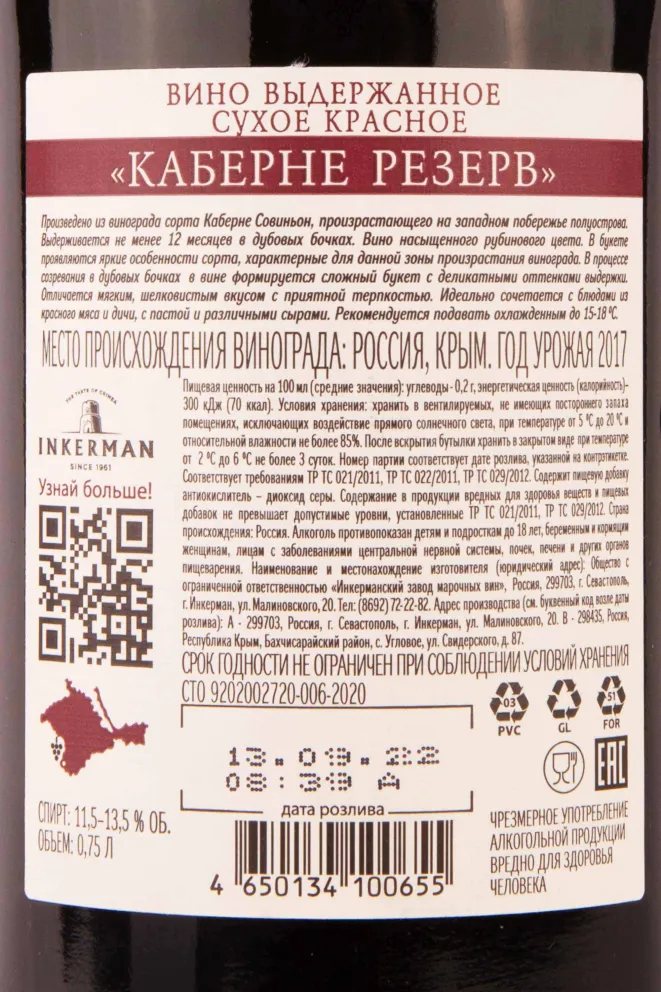 ВИНО ВЫДЕРЖАННОЕ
СУХОЕ КРАСНОЕ
«КАБЕРНЕ РЕЗЕРВ»
Произведено из винограда сорта Каберне Совиньон, произрастающего на западном побережье полуострова.
Выдерживается не менее 12 месяцев в дубовых бочках. Вино насыщенного рубинового цвета. В букете
проявляются яркие особенности сорта, характерные для данной зоны произрастания винограда. В процессе
созревания в дубовых бочках в вине формируется сложный букет с деликатными оттенками выдержки.
Отличается мягким, шелковистым вкусом с приятной терпкостью. Идеально сочетается с блюдами из
красного мяса и дичи, с пастой и различными сырами. Рекомендуется подавать охлажденным до 15-18 °С.
МЕСТО ПРОИСХОЖДЕНИЯ ВИНОГРАДА: РОССИЯ, КРЫМ. ГОД УРОЖАЯ 2017
THE TASTE OF CRIMEA
INKERMAN
SINCE 1961
Узнай больше!
Пищевая ценность на 100 мл (средние значения): углеводы - 0,2 г, энергетическая ценность (калорийность)-
300 кДж (70 ккал). Условия хранения: хранить в вентилируемых, не имеющих постороннего запаха
помещениях, исключающих воздействие прямого солнечного света, при температуре от 5 °С до 20 °С и
относительной влажности не более 85%. После вскрытия бутылки хранить в закрытом виде при температуре
от 2 °С до 6 °С не более 3 суток. Номер партии соответствует дате розлива, указанной на контрэтикетке.
Соответствует требованиям ТР ТС 021/2011, ТР ТС 022/2011, ТР ТС 029/2012. Содержит пищевую добавку
антиокислитель – диоксид серы. Содержание в продукции вредных для здоровья веществ и пищевых
добавок не превышает допустимые уровни, установленные ТР ТС 021/2011, ТР ТС 029/2012. Страна
происхождения: Россия. Алкоголь противопоказан детям и подросткам до 18 лет, беременным и кормящим
женщинам, лицам с заболеваниями центральной нервной системы, почек, печени и других органов
пищеварения. Наименование и местонахождение изготовителя (юридический адрес): Общество с
ограниченной ответственностью «Инкерманский завод марочных вин», Россия, 299703, г. Севастополь,
г. Инкерман, ул. Малиновского, 20. Тел: (8692) 72-22-82. Адрес производства (см. буквенный код возле даты
розлива): А - 299703, Россия, г. Севастополь, г. Инкерман, ул. Малиновского, 20. В - 298435, Россия,
Республика Крым, Бахчисарайский район, с. Угловое, ул. Свидерского, д. 87.
СРОК ГОДНОСТИ НЕ ОГРАНИЧЕН ПРИ СОБЛЮДЕНИИ УСЛОВИЙ ХРАНЕНИЯ
СТО 9202002720-006-2020
13.09.22
08:39 А
дата розлива
СПИРТ: 11,5–13,5 % ОБ.
ОБЪЕМ: 0,75 Л
4 650134 100655
03
PVC
GL
51
FOR
EAC
ЧРЕЗМЕРНОЕ УПОТРЕБЛЕНИЕ
АЛКОГОЛЬНОЙ ПРОДУКЦИИ
ВРЕДНО ДЛЯ ЗДОРОВЬЯ
ЧЕЛОВЕКА